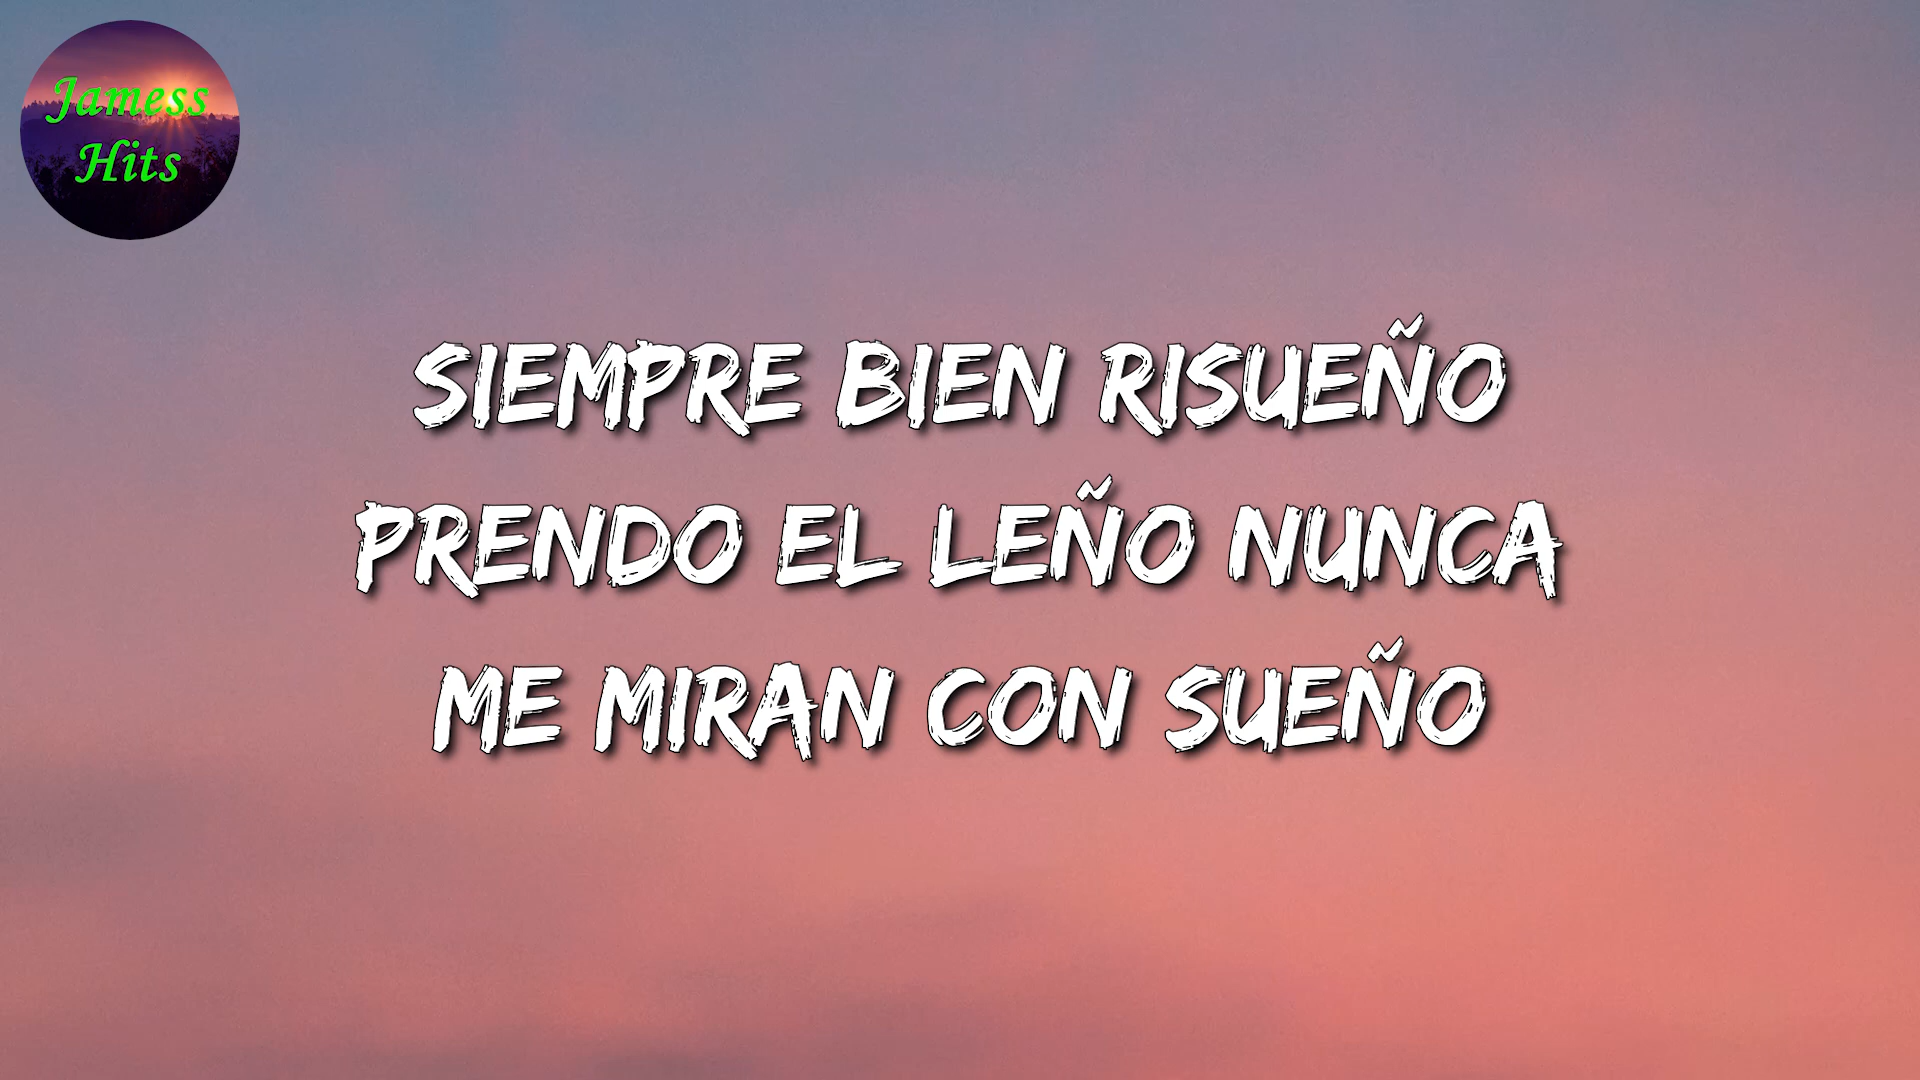 Jamess
Hits
SIEMPRE BIEN RISUEÑO
PRENDO EL LEÑO NUNCA
ME MIRAN CON SUEÑO